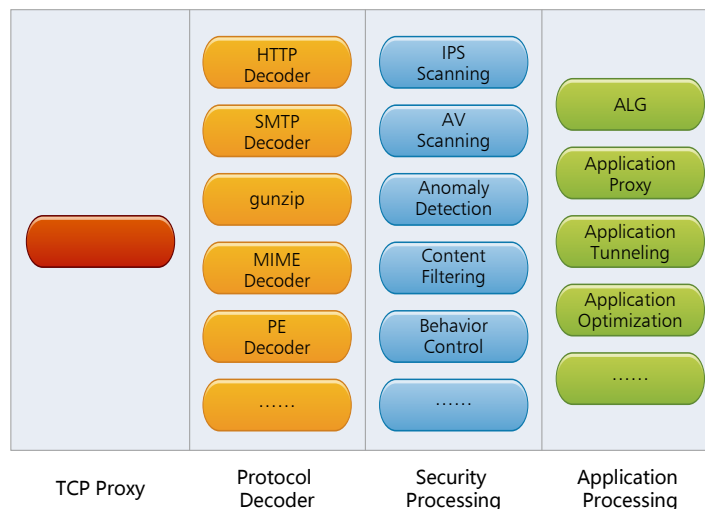 HTTP
Decoder
SMTP
Decoder
gunzip
MIME
Decoder
PE
Decoder
......
IPS
Scanning
AV
Scanning
Anomaly
Detection
Content
Filtering
Behavior
Control
......
ALG
Application
Proxy
Application
Tunneling
Application
Optimization
......
TCP Proxy
Protocol
Decoder
Security
Processing
Application
Processing